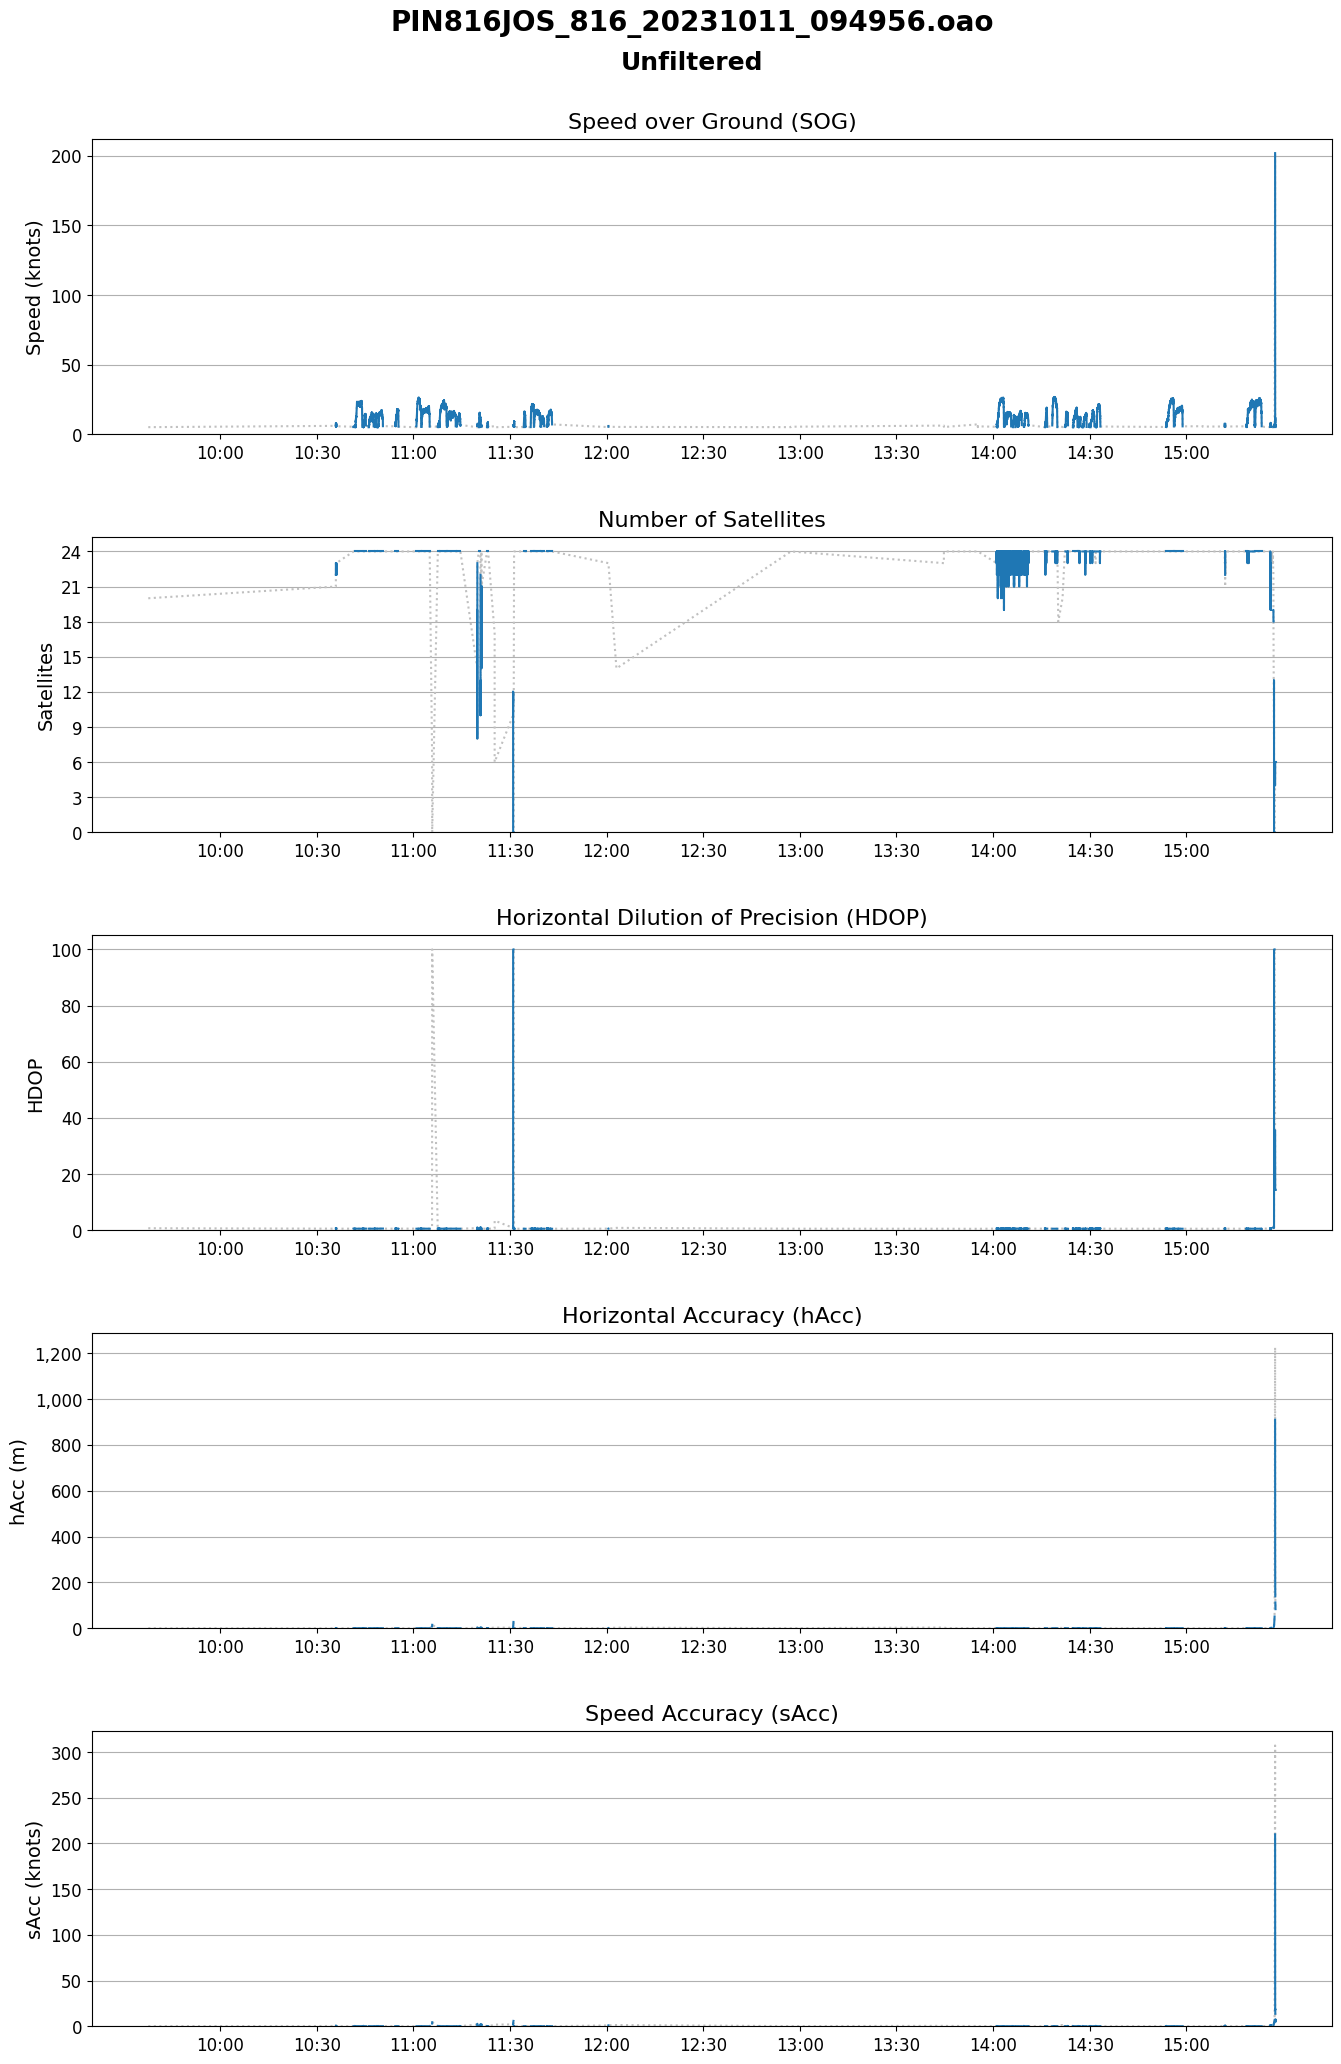 PIN816JOS_816_20231011_094956.oao
Unfiltered
Speed over Ground (SOG)
200
150
100
50
0
Speed (knots)
10:00 10:30 11:00 11:30 12:00 12:30 13:00 13:30 14:00 14:30 15:00
Number of Satellites
24
21
18
15
12
9
6
3
0
Satellites
10:00 10:30 11:00 11:30 12:00 12:30 13:00 13:30 14:00 14:30 15:00
Horizontal Dilution of Precision (HDOP)
100
80
60
40
20
0
HDOP
10:00 10:30 11:00 11:30 12:00 12:30 13:00 13:30 14:00 14:30 15:00
Horizontal Accuracy (hAcc)
1,200
1,000
800
600
400
200
0
hAcc (m)
10:00 10:30 11:00 11:30 12:00 12:30 13:00 13:30 14:00 14:30 15:00
Speed Accuracy (sAcc)
300
250
200
150
100
50
0
sAcc (knots)
10:00 10:30 11:00 11:30 12:00 12:30 13:00 13:30 14:00 14:30 15:00